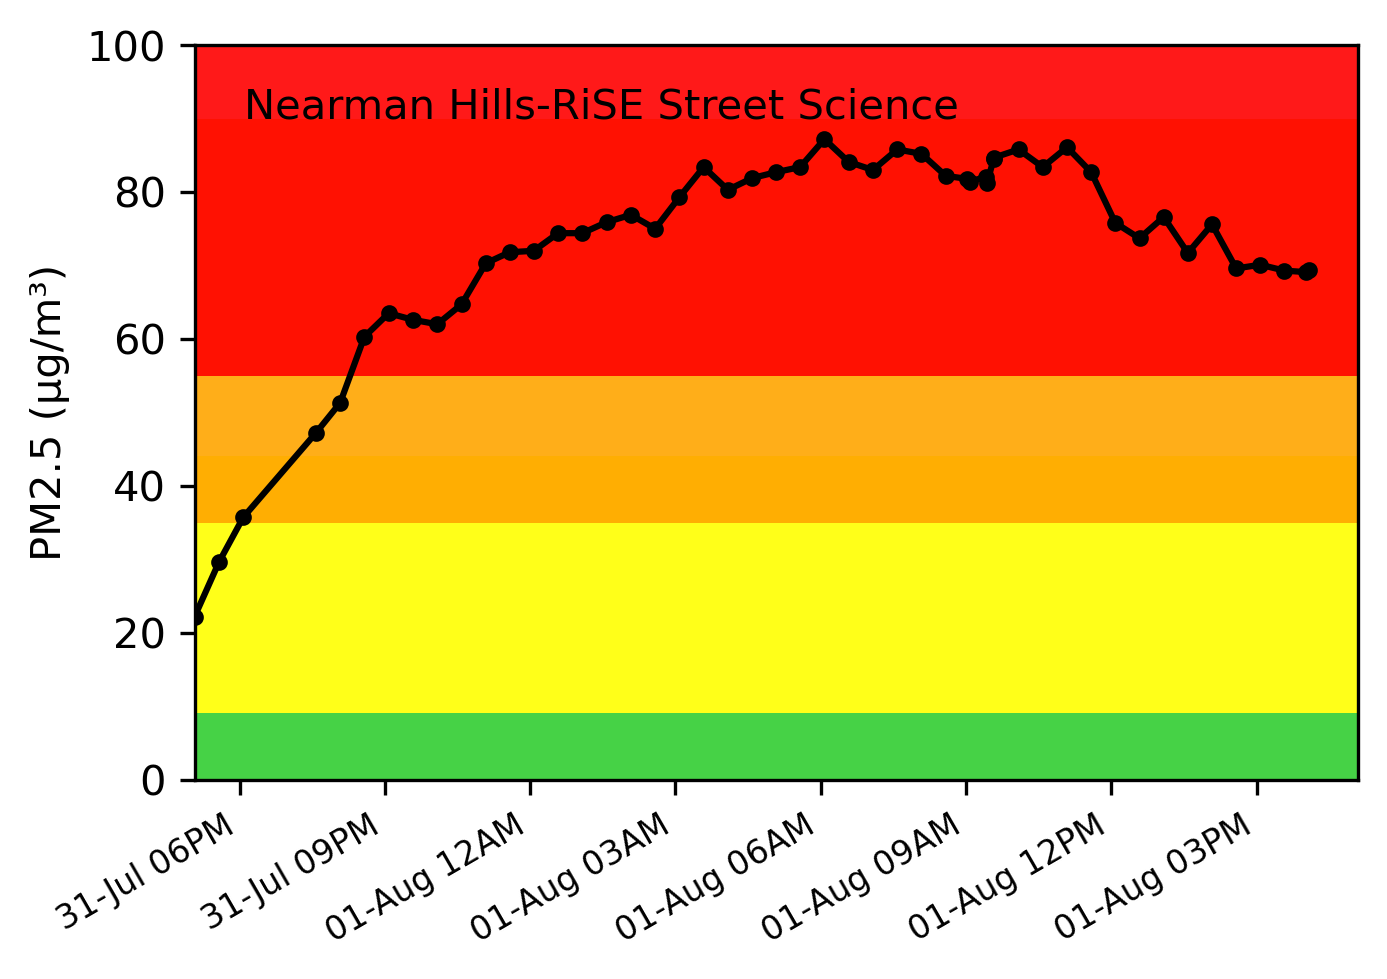 Nearman Hills-RiSE Street Science
PM2.5 (µg/m³)
100
80
60
40
20
0
31-Jul 06PM
31-Jul 09PM
01-Aug 12AM
01-Aug 03AM
01-Aug 06AM
01-Aug 09AM
01-Aug 12PM
01-Aug 03PM